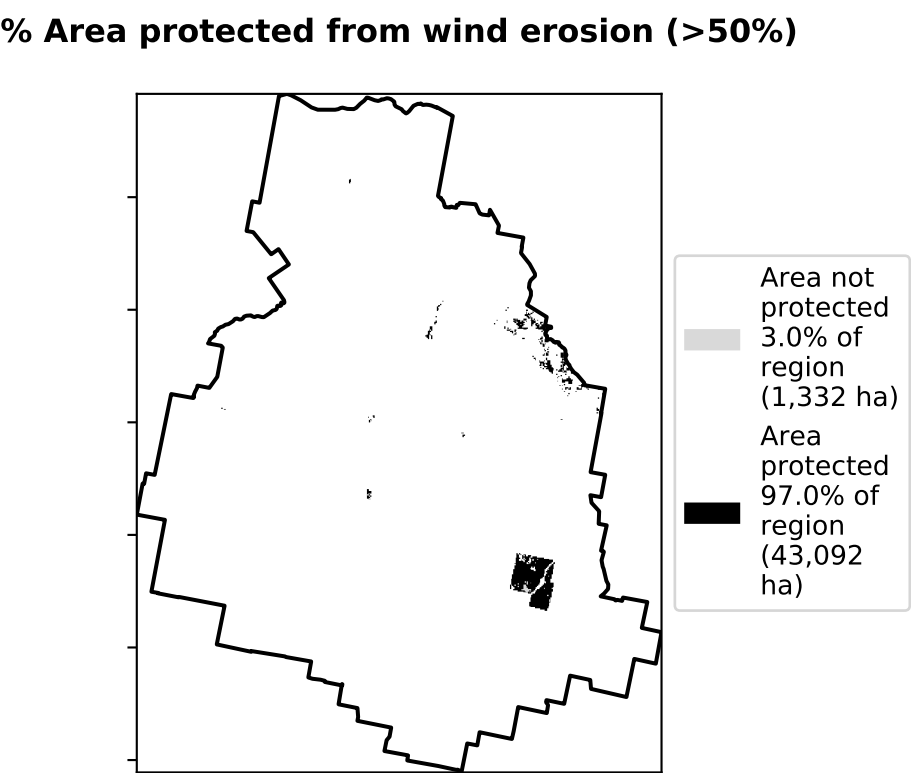 % Area protected from wind erosion (>50%)
Area not
protected
3.0% of
region
(1,332 ha)
Area
protected
97.0% of
region
(43,092
ha)